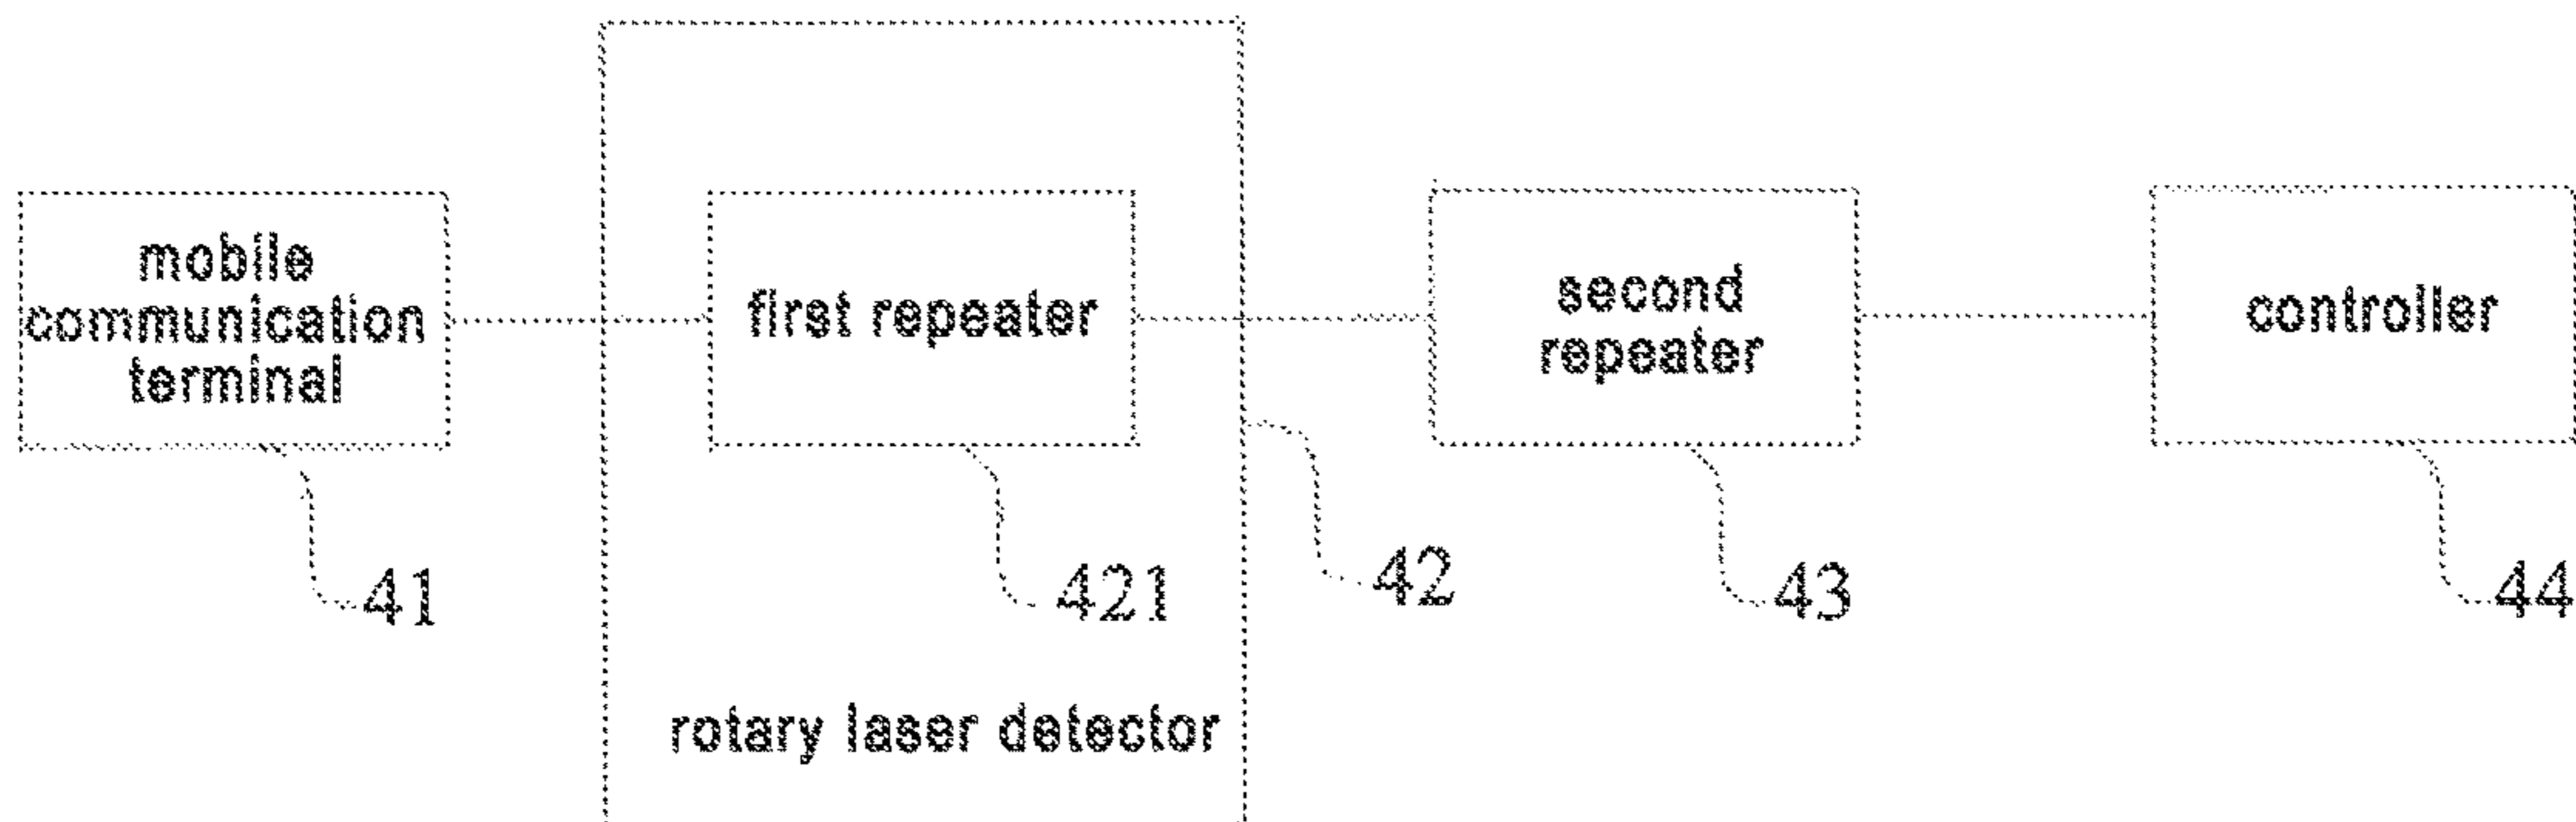 mobile
communication
terminal
first repeater
second
repeater
controller
41
421
42
43
44
rotary laser detector